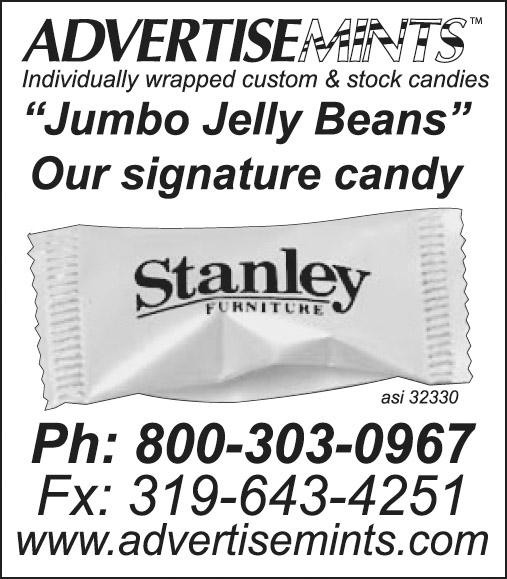 ADVERTISEMINTS™
Individually wrapped custom & stock candies
“Jumbo Jelly Beans”
Our signature candy
Stanley
FURNITURE
asi 32330
Ph: 800-303-0967
Fx: 319-643-4251
www.advertisemints.com